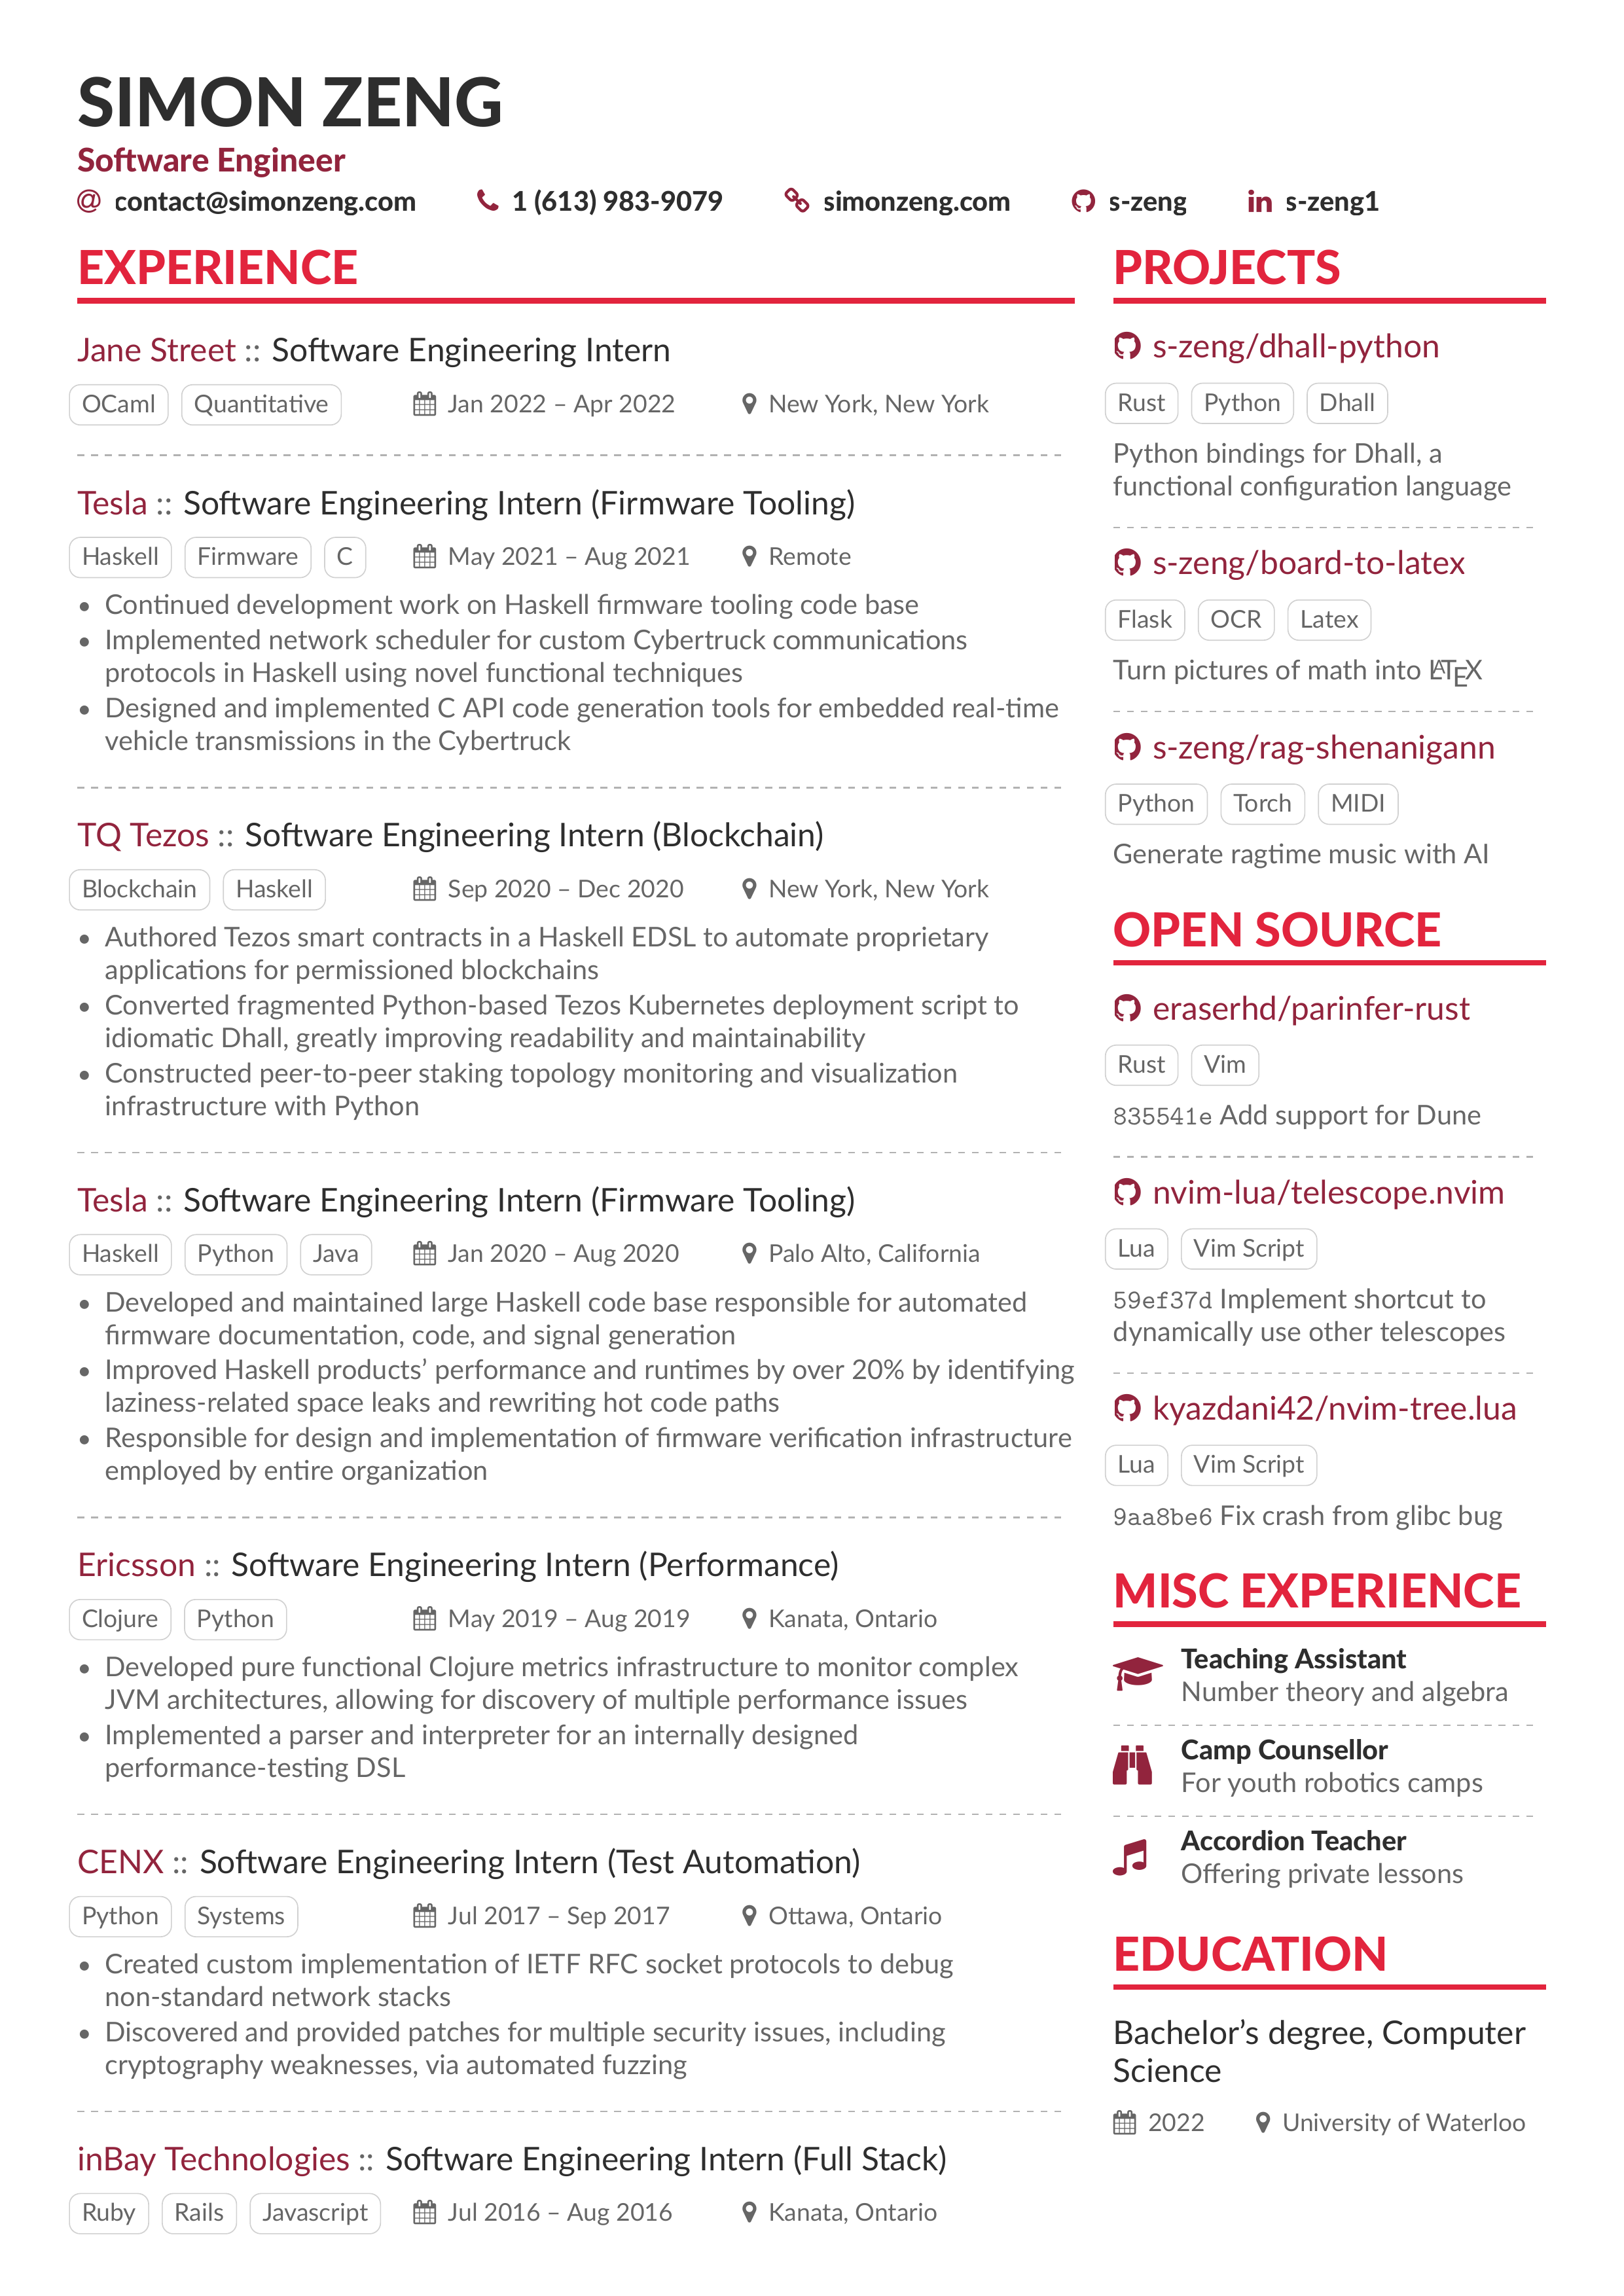 SIMON ZENG
Software Engineer
contact@simonzeng.com 1 (613) 983-9079 simonzeng.com s-zeng s-zeng1
EXPERIENCE
Jane Street :: Software Engineering Intern
OCaml Quantitative Jan 2022 – Apr 2022 New York, New York
Tesla :: Software Engineering Intern (Firmware Tooling)
Haskell Firmware C May 2021 – Aug 2021 Remote
• Continued development work on Haskell firmware tooling code base
• Implemented network scheduler for custom Cybertruck communications
protocols in Haskell using novel functional techniques
• Designed and implemented C API code generation tools for embedded real-time
vehicle transmissions in the Cybertruck
TQ Tezos :: Software Engineering Intern (Blockchain)
Blockchain Haskell Sep 2020 – Dec 2020 New York, New York
• Authored Tezos smart contracts in a Haskell EDSL to automate proprietary
applications for permissioned blockchains
• Converted fragmented Python-based Tezos Kubernetes deployment script to
idiomatic Dhall, greatly improving readability and maintainability
• Constructed peer-to-peer staking topology monitoring and visualization
infrastructure with Python
Tesla :: Software Engineering Intern (Firmware Tooling)
Haskell Python Java Jan 2020 – Aug 2020 Palo Alto, California
• Developed and maintained large Haskell code base responsible for automated
firmware documentation, code, and signal generation
• Improved Haskell products’ performance and runtimes by over 20% by identifying
laziness-related space leaks and rewriting hot code paths
• Responsible for design and implementation of firmware verification infrastructure
employed by entire organization
Ericsson :: Software Engineering Intern (Performance)
Clojure Python May 2019 – Aug 2019 Kanata, Ontario
• Developed pure functional Clojure metrics infrastructure to monitor complex
JVM architectures, allowing for discovery of multiple performance issues
• Implemented a parser and interpreter for an internally designed
performance-testing DSL
CENX :: Software Engineering Intern (Test Automation)
Python Systems Jul 2017 – Sep 2017 Ottawa, Ontario
• Created custom implementation of IETF RFC socket protocols to debug
non-standard network stacks
• Discovered and provided patches for multiple security issues, including
cryptography weaknesses, via automated fuzzing
inBay Technologies :: Software Engineering Intern (Full Stack)
Ruby Rails Javascript Jul 2016 – Aug 2016 Kanata, Ontario
PROJECTS
s-zeng/dhall-python
Rust Python Dhall
Python bindings for Dhall, a
functional configuration language
s-zeng/board-to-latex
Flask OCR Latex
Turn pictures of math into LATEX
s-zeng/rag-shenanigann
Python Torch MIDI
Generate ragtime music with AI
OPEN SOURCE
eraserhd/parinfer-rust
Rust Vim
835541e Add support for Dune
nvim-lua/telescope.nvim
Lua Vim Script
59ef37d Implement shortcut to
dynamically use other telescopes
kyazdani42/nvim-tree.lua
Lua Vim Script
9aa8be6 Fix crash from glibc bug
MISC EXPERIENCE
Teaching Assistant
Number theory and algebra
Camp Counsellor
For youth robotics camps
Accordion Teacher
Offering private lessons
EDUCATION
Bachelor’s degree, Computer
Science
2022 University of Waterloo